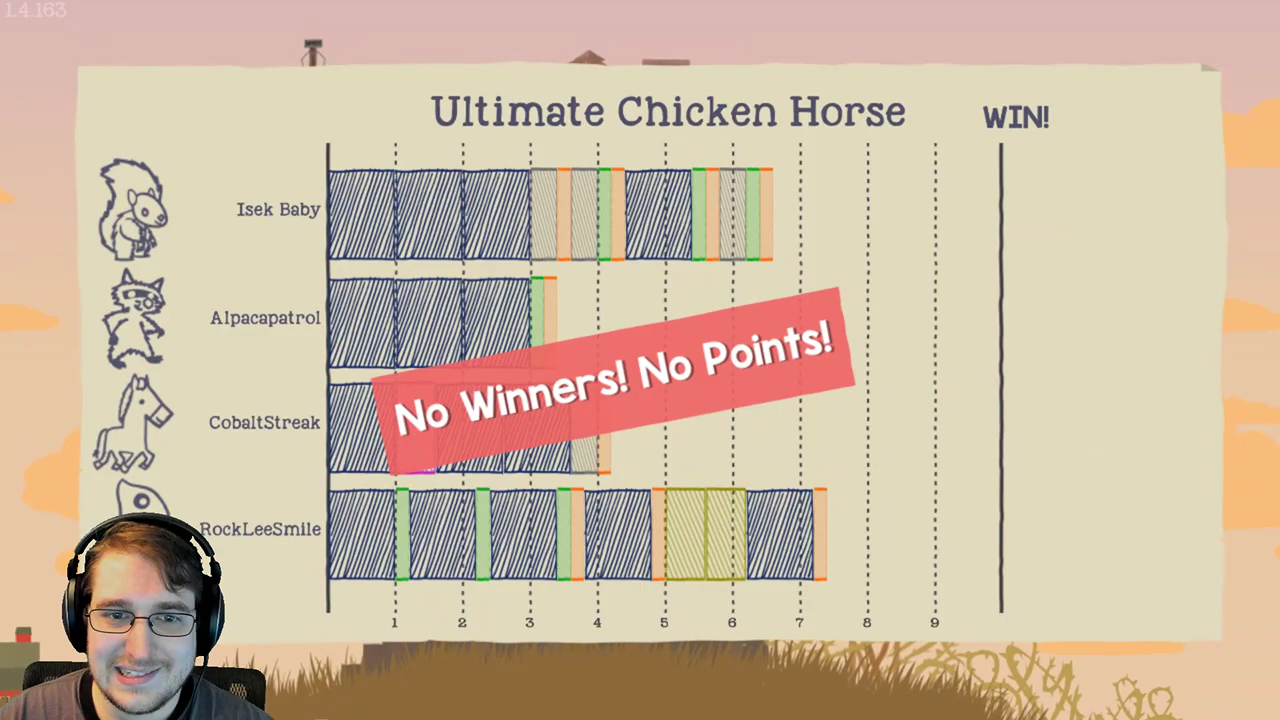 1.4.163
Ultimate Chicken Horse
WIN!
Isek Baby
Alpacapatrol
No Winners! No Points!
CobaltStreak
RockLeeSmile
1 2 3 4 5 6 7 8 9